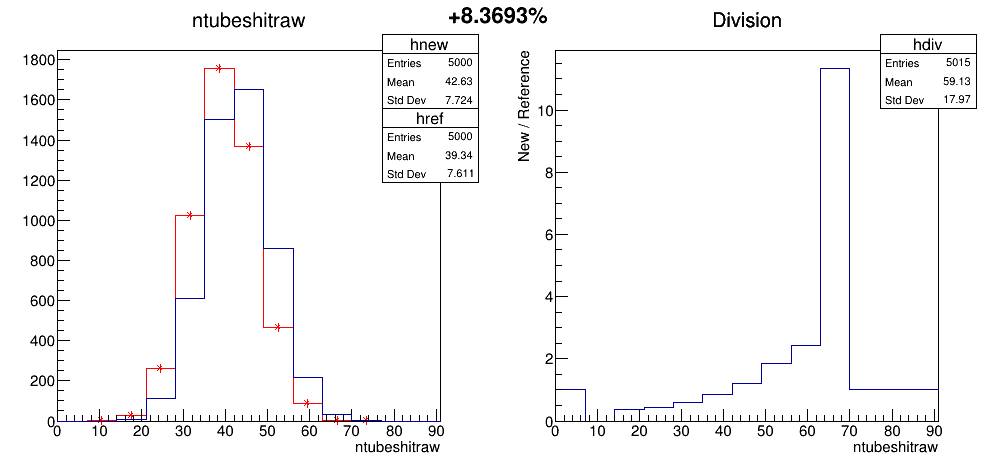 +8.3693%
ntubeshitraw
hnew
Entries 5000
Mean 42.63
Std Dev 7.724
href
Entries 5000
Mean 39.34
Std Dev 7.611
1800
1600
1400
1200
1000
800
600
400
200
0
0 10 20 30 40 50 60 70 80 90
ntubeshitraw
Division
hdiv
Entries 5015
Mean 59.13
Std Dev 17.97
New / Reference
10
8
6
4
2
0
0 10 20 30 40 50 60 70 80 90
ntubeshitraw